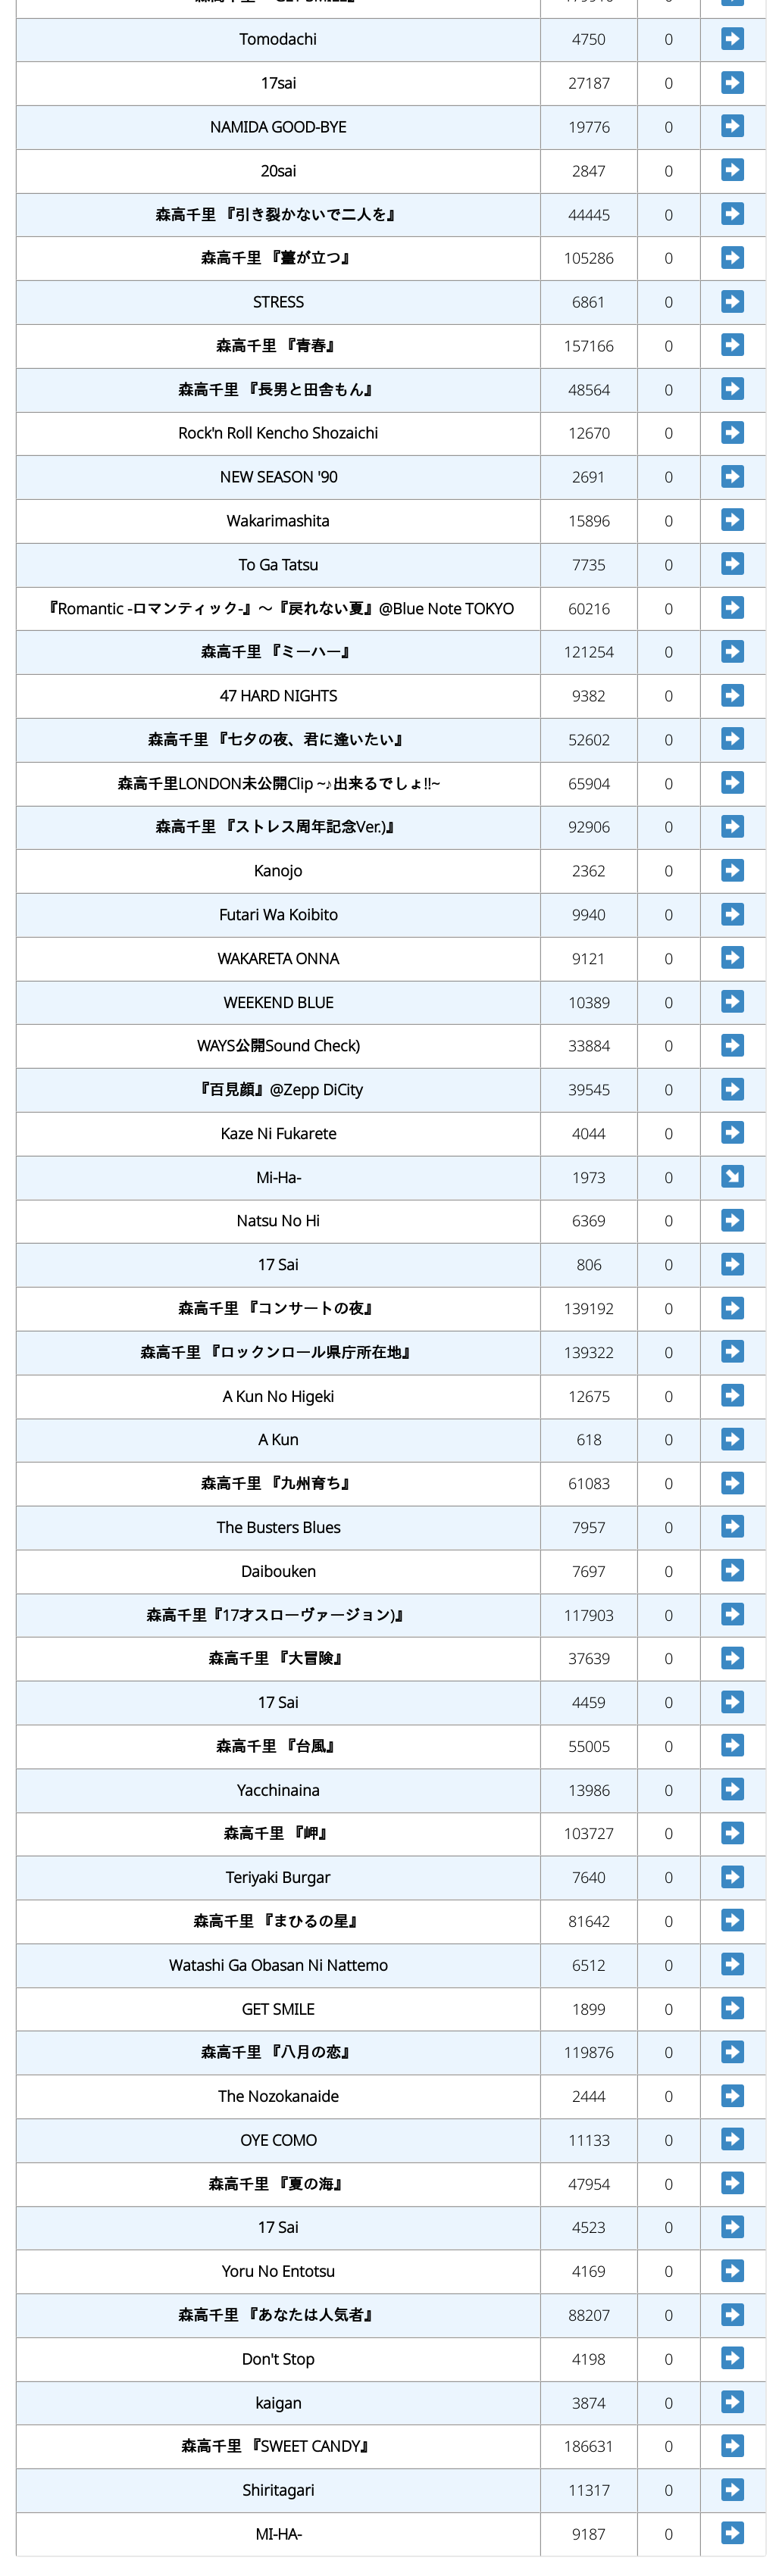 Tomodachi 4750 0
17sai 27187 0
NAMIDA GOOD-BYE 19776 0
20sai 2847 0
森高千里 『引き裂かないで二人を』 44445 0
森高千里 『薹が立つ』 105286 0
STRESS 6861 0
森高千里 『青春』 157166 0
森高千里 『長男と田舎もん』 48564 0
Rock'n Roll Kencho Shozaichi 12670 0
NEW SEASON '90 2691 0
Wakarimashita 15896 0
To Ga Tatsu 7735 0
『Romantic -ロマンティック-』～『戻れない夏』@Blue Note TOKYO 60216 0
森高千里 『ミーハー』 121254 0
47 HARD NIGHTS 9382 0
森高千里 『七夕の夜、君に逢いたい』 52602 0
森高千里LONDON未公開Clip ~♪出来るでしょ!!~ 65904 0
森高千里 『ストレス周年記念Ver.)』 92906 0
Kanojo 2362 0
Futari Wa Koibito 9940 0
WAKARETA ONNA 9121 0
WEEKEND BLUE 10389 0
WAYS公開Sound Check) 33884 0
『百見顔』@Zepp DiCity 39545 0
Kaze Ni Fukarete 4044 0
Mi-Ha- 1973 0
Natsu No Hi 6369 0
17 Sai 806 0
森高千里 『コンサートの夜』 139192 0
森高千里 『ロックンロール県庁所在地』 139322 0
A Kun No Higeki 12675 0
A Kun 618 0
森高千里 『九州育ち』 61083 0
The Busters Blues 7957 0
Daibouken 7697 0
森高千里『17才スローヴァージョン)』 117903 0
森高千里 『大冒険』 37639 0
17 Sai 4459 0
森高千里 『台風』 55005 0
Yacchinaina 13986 0
森高千里 『岬』 103727 0
Teriyaki Burgar 7640 0
森高千里 『まひるの星』 81642 0
Watashi Ga Obasan Ni Nattemo 6512 0
GET SMILE 1899 0
森高千里 『八月の恋』 119876 0
The Nozokanaide 2444 0
OYE COMO 11133 0
森高千里 『夏の海』 47954 0
17 Sai 4523 0
Yoru No Entotsu 4169 0
森高千里 『あなたは人気者』 88207 0
Don't Stop 4198 0
kaigan 3874 0
森高千里 『SWEET CANDY』 186631 0
Shiritagari 11317 0
MI-HA- 9187 0